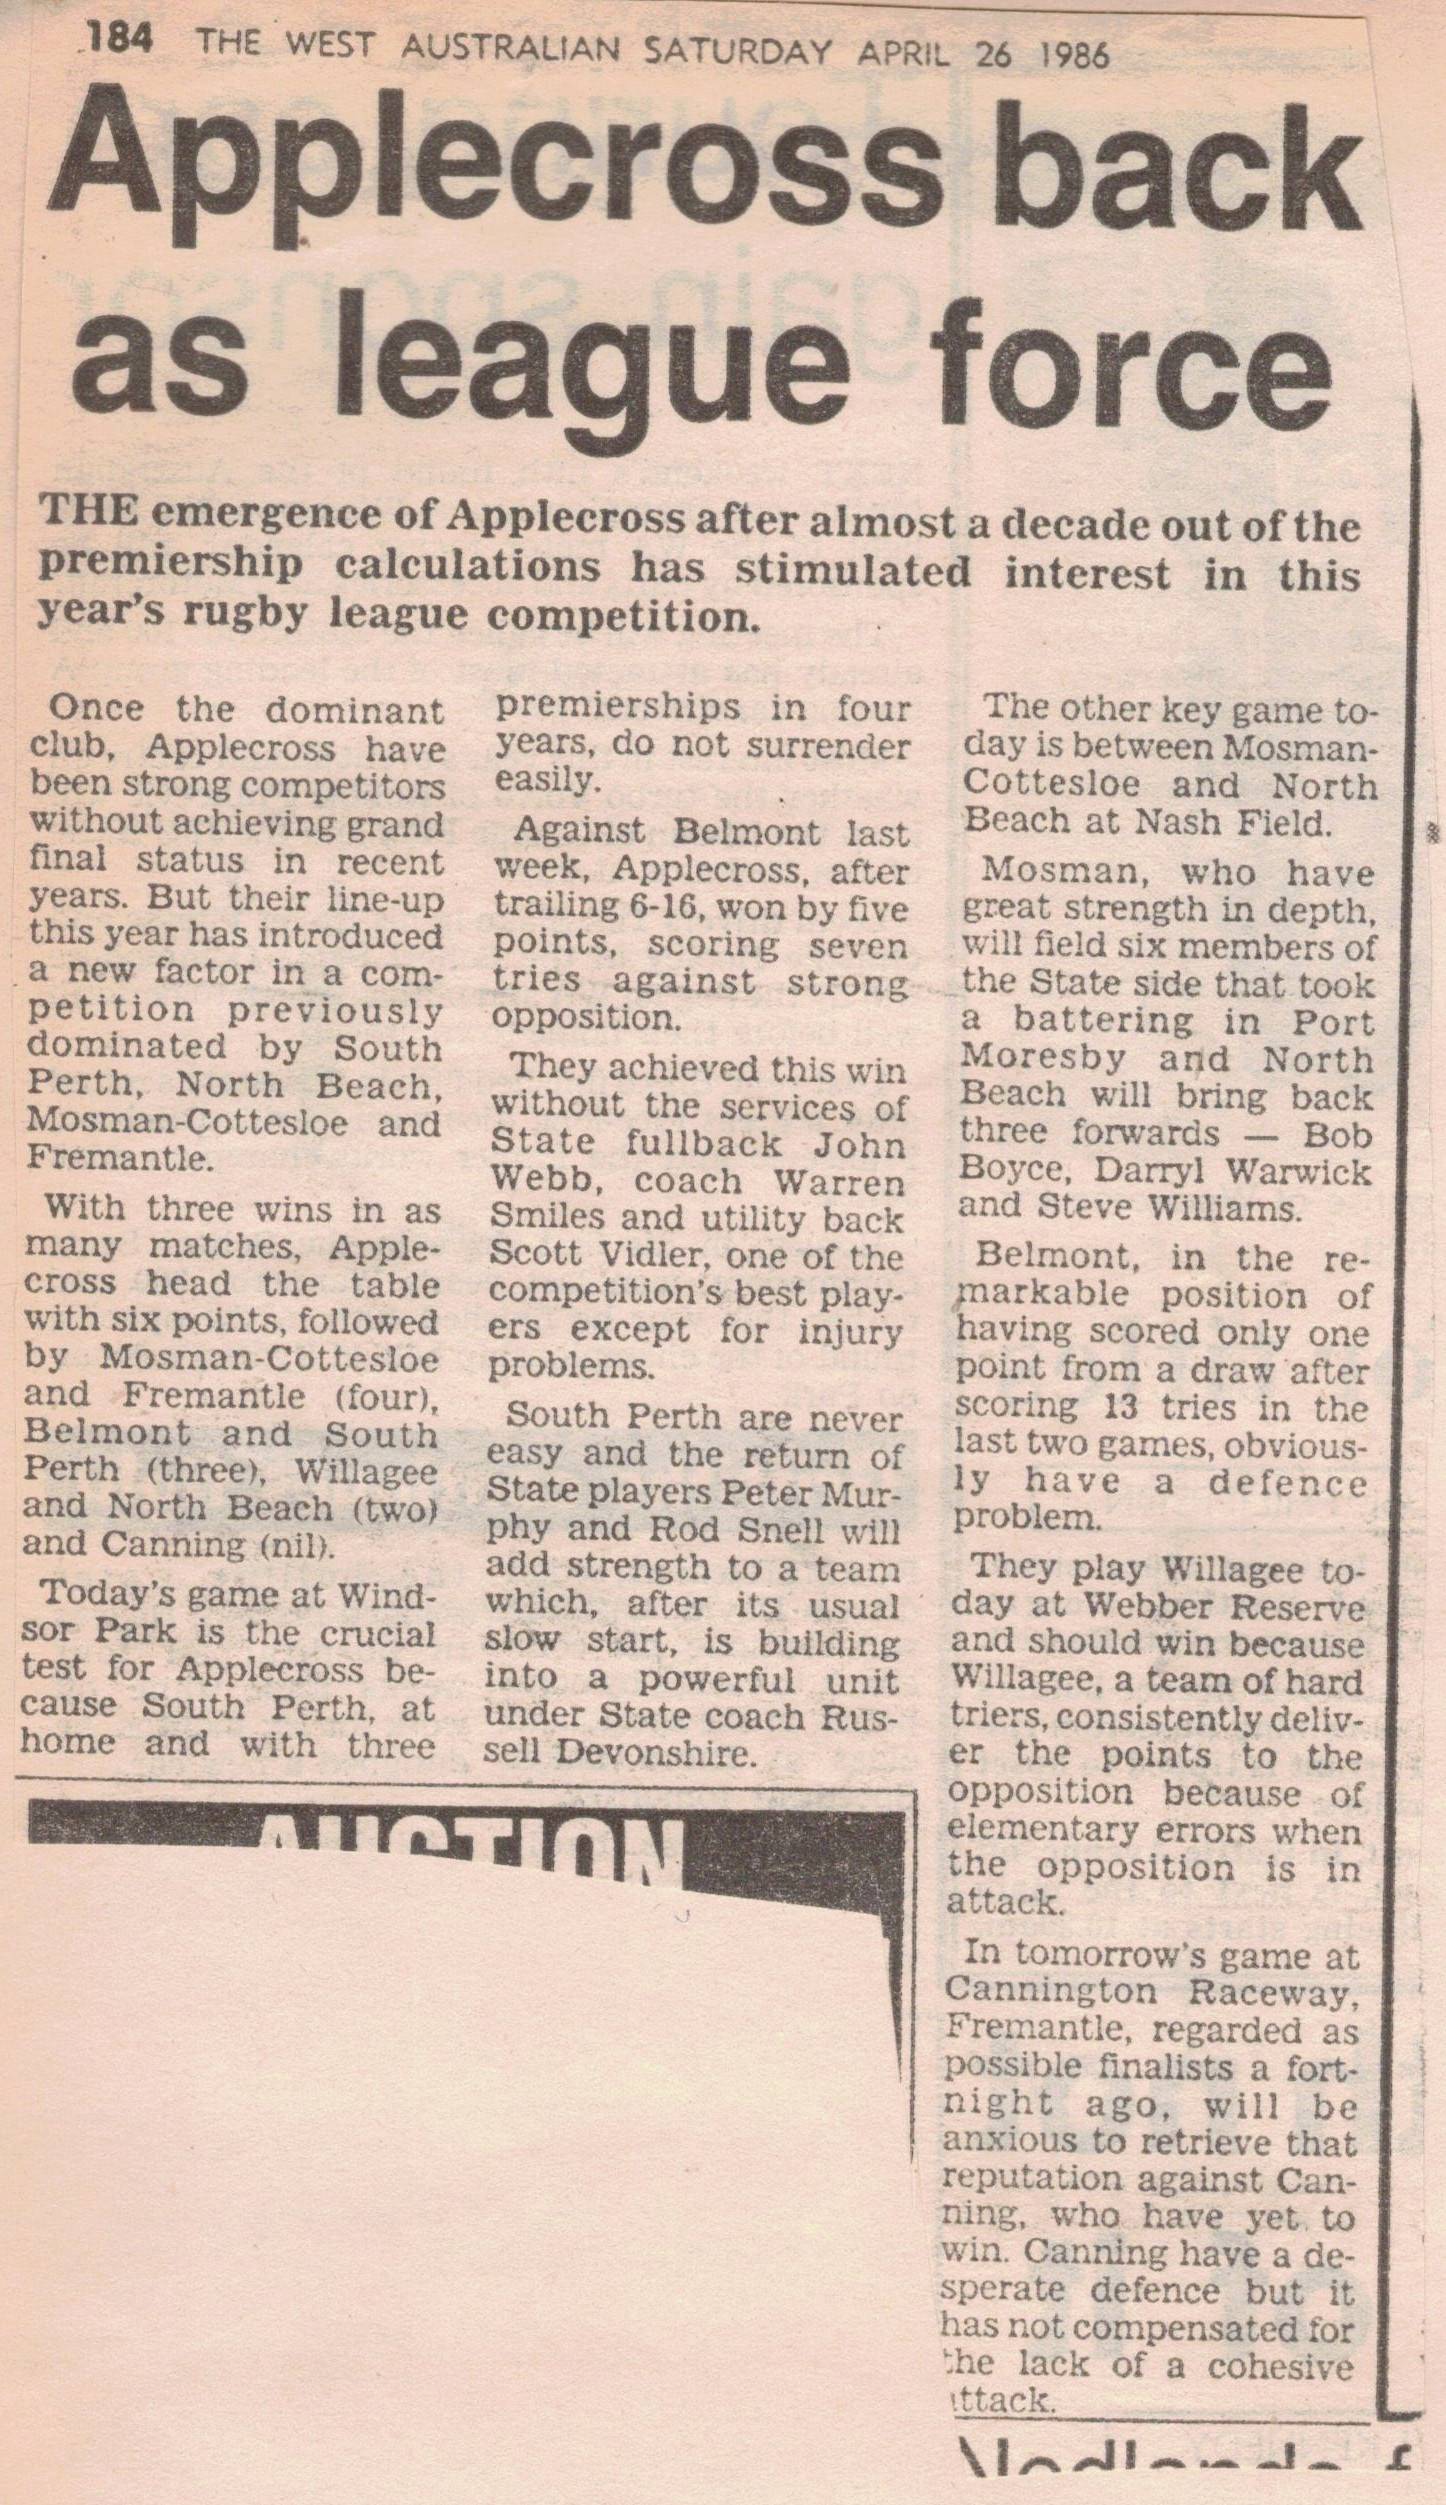 184 THE WEST AUSTRALIAN SATURDAY APRIL 26 1986
Applecross back
as league force
THE emergence of Applecross after almost a decade out of the
premiership calculations has stimulated interest in this
year's rugby league competition.
Once the dominant
club, Applecross have
been strong competitors
without achieving grand
final status in recent
years. But their line-up
this year has introduced
a new factor in a com-
petition previously
dominated by South
Perth, North Beach,
Mosman-Cottesloe and
Fremantle.
With three wins in as
many matches, Apple-
cross head the table
with six points, followed
by Mosman-Cottesloe
and Fremantle (four),
Belmont and South
Perth (three), Willagee
and North Beach (two)
and Canning (nil).
Today's game at Wind-
sor Park is the crucial
test for Applecross be-
cause South Perth, at
home and with three
premierships in four
years, do not surrender
easily.
Against Belmont last
week, Applecross, after
trailing 6-16, won by five
points, scoring seven
tries against strong
opposition.
They achieved this win
without the services of
State fullback John
Webb, coach Warren
Smiles and utility back
Scott Vidler, one of the
competition's best play-
ers except for injury
problems.
South Perth are never
easy and the return of
State players Peter Mur-
phy and Rod Snell will
add strength to a team
which, after its usual
slow start, is building
into a powerful unit
under State coach Rus-
sell Devonshire.
The other key game to-
day is between Mosman-
Cottesloe and North
Beach at Nash Field.
Mosman, who have
great strength in depth,
will field six members of
the State side that took
a battering in Port
Moresby and North
Beach will bring back
three forwards — Bob
Boyce, Darryl Warwick
and Steve Williams.
Belmont, in the re-
markable position of
having scored only one
point from a draw after
scoring 13 tries in the
last two games, obvious-
ly have a defence
problem.
They play Willagee to-
day at Webber Reserve
and should win because
Willagee, a team of hard
triers, consistently deliv-
er the points to the
opposition because of
elementary errors when
the opposition is in
attack.
In tomorrow's game at
Cannington Raceway,
Fremantle, regarded as
possible finalists a fort-
night ago, will be
anxious to retrieve that
reputation against Can-
ning, who have yet to
win. Canning have a de-
sperate defence but it
has not compensated for
the lack of a cohesive
attack.
AUCTION